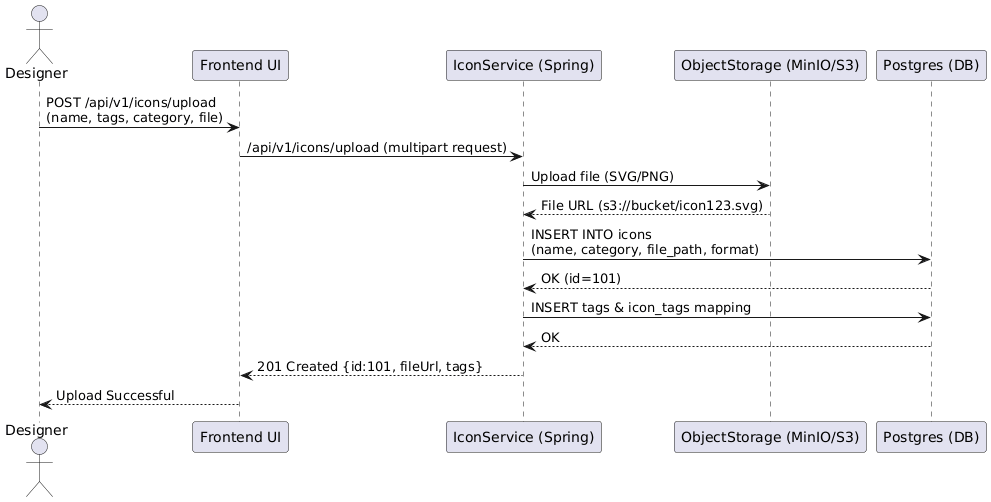 Designer
Frontend UI
IconService (Spring)
ObjectStorage (MinIO/S3)
Postgres (DB)
POST /api/v1/icons/upload
(name, tags, category, file)
/api/v1/icons/upload (multipart request)
Upload file (SVG/PNG)
File URL (s3://bucket/icon123.svg)
INSERT INTO icons
(name, category, file_path, format)
OK (id=101)
INSERT tags & icon_tags mapping
OK
201 Created {id:101, fileUrl, tags}
Upload Successful
Designer
Frontend UI
IconService (Spring)
ObjectStorage (MinIO/S3)
Postgres (DB)